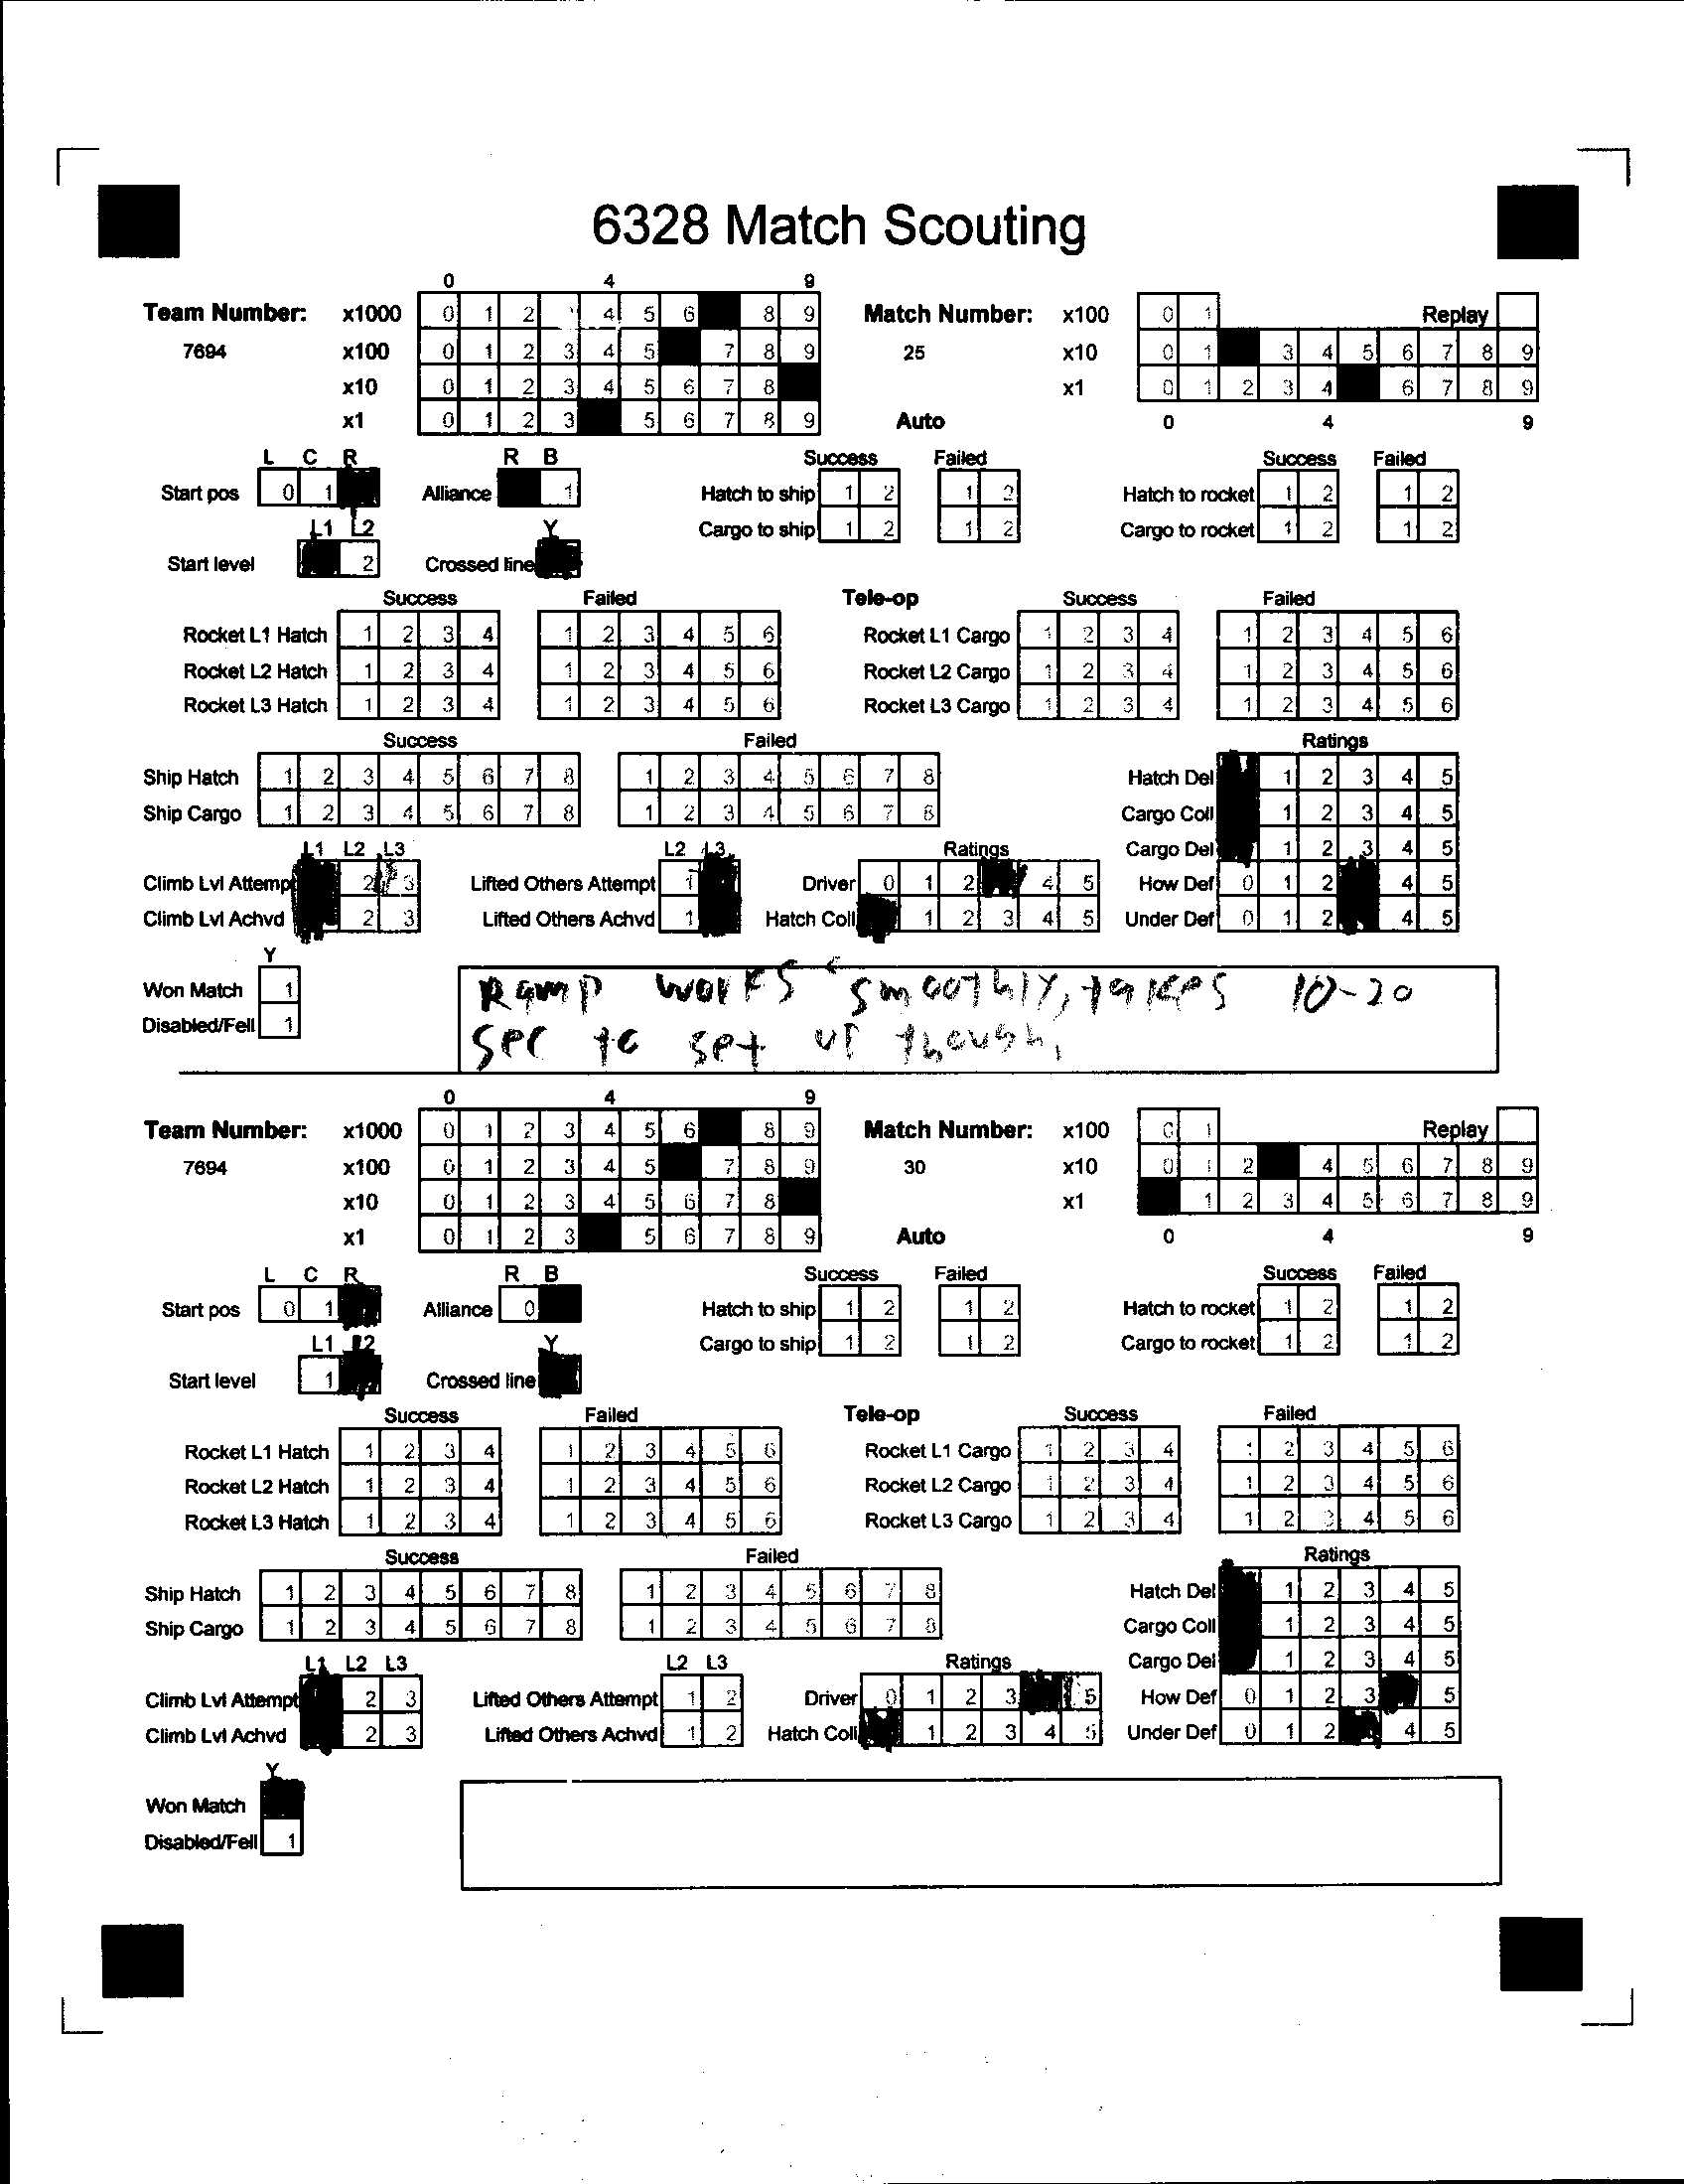 6328 Match Scouting
0 4 9
Team Number: x1000 0 1 2 4 5 6 8 9 Match Number: x100 0 1 Replay
7694 x100 0 1 2 3 4 5 7 8 9 25 x10 0 1 3 4 5 6 7 8 9
x10 0 1 2 3 4 5 6 7 8 x1 0 1 2 3 4 6 7 8 9
x1 0 1 2 3 5 6 7 8 9 Auto 0 4 9
L C R R B Success Failed Success Failed
Start pos 0 1 Alliance 1 Hatch to ship 1 2 1 2 Hatch to rocket 1 2 1 2
L1 L2 Y Cargo to ship 1 2 1 2 Cargo to rocket 1 2 1 2
Start level 2 Crossed line
Success Failed Tele-op Success Failed
Rocket L1 Hatch 1 2 3 4 1 2 3 4 5 6 Rocket L1 Cargo 1 2 3 4 1 2 3 4 5 6
Rocket L2 Hatch 1 2 3 4 1 2 3 4 5 6 Rocket L2 Cargo 1 2 3 4 1 2 3 4 5 6
Rocket L3 Hatch 1 2 3 4 1 2 3 4 5 6 Rocket L3 Cargo 1 2 3 4 1 2 3 4 5 6
Success Failed Ratings
Ship Hatch 1 2 3 4 5 6 7 8 1 2 3 4 5 6 7 8 Hatch Del 1 2 3 4 5
Ship Cargo 1 2 3 4 5 6 7 8 1 2 3 4 5 6 7 8 Cargo Coll 1 2 3 4 5
L1 L2 L3 L2 L3 Ratings Cargo Del 1 2 3 4 5
Climb Lvl Attempt 2 3 Lifted Others Attempt 1 Driver 0 1 2 4 5 How Def 0 1 2 4 5
Climb Lvl Achvd 2 3 Lifted Others Achvd 1 Hatch Coll 1 2 3 4 5 Under Def 0 1 2 4 5
Y
Won Match 1
Disabled/Fell 1
Ramp works smoothly, takes 10-20
sec to set up though.
0 4 9
Team Number: x1000 0 1 2 3 4 5 6 8 9 Match Number: x100 0 1 Replay
7694 x100 0 1 2 3 4 5 7 8 9 30 x10 0 1 2 4 5 6 7 8 9
x10 0 1 2 3 4 5 6 7 8 x1 1 2 3 4 5 6 7 8 9
x1 0 1 2 3 5 6 7 8 9 Auto 0 4 9
L C R R B Success Failed Success Failed
Start pos 0 1 Alliance 0 Hatch to ship 1 2 1 2 Hatch to rocket 1 2 1 2
L1 L2 Y Cargo to ship 1 2 1 2 Cargo to rocket 1 2 1 2
Start level 1 Crossed line
Success Failed Tele-op Success Failed
Rocket L1 Hatch 1 2 3 4 1 2 3 4 5 6 Rocket L1 Cargo 1 2 3 4 1 2 3 4 5 6
Rocket L2 Hatch 1 2 3 4 1 2 3 4 5 6 Rocket L2 Cargo 1 2 3 4 1 2 3 4 5 6
Rocket L3 Hatch 1 2 3 4 1 2 3 4 5 6 Rocket L3 Cargo 1 2 3 4 1 2 3 4 5 6
Success Failed Ratings
Ship Hatch 1 2 3 4 5 6 7 8 1 2 3 4 5 6 7 8 Hatch Del 1 2 3 4 5
Ship Cargo 1 2 3 4 5 6 7 8 1 2 3 4 5 6 7 8 Cargo Coll 1 2 3 4 5
L1 L2 L3 L2 L3 Ratings Cargo Del 1 2 3 4 5
Climb Lvl Attempt 2 3 Lifted Others Attempt 1 2 Driver 0 1 2 3 5 How Def 0 1 2 3 5
Climb Lvl Achvd 2 3 Lifted Others Achvd 1 2 Hatch Coll 1 2 3 4 5 Under Def 0 1 2 4 5
Y
Won Match
Disabled/Fell 1